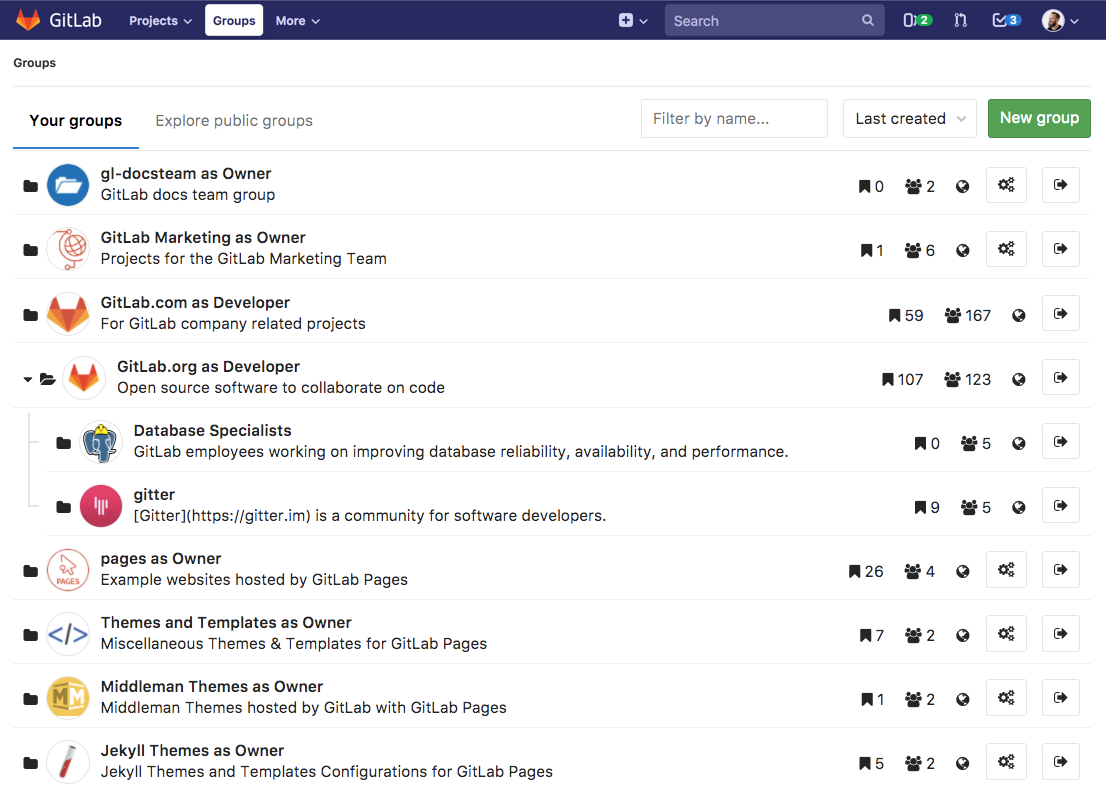 GitLab Projects Groups More Search 2 3
Groups
Your groups Explore public groups Filter by name... Last created New group
gl-docsteam as Owner
GitLab docs team group
0 2
GitLab Marketing as Owner
Projects for the GitLab Marketing Team
1 6
GitLab.com as Developer
For GitLab company related projects
59 167
GitLab.org as Developer
Open source software to collaborate on code
107 123
Database Specialists
GitLab employees working on improving database reliability, availability, and performance.
0 5
gitter
[Gitter](https://gitter.im) is a community for software developers.
9 5
PAGES
pages as Owner
Example websites hosted by GitLab Pages
26 4
</>
Themes and Templates as Owner
Miscellaneous Themes & Templates for GitLab Pages
7 2
MM
Middleman Themes as Owner
Middleman Themes hosted by GitLab with GitLab Pages
1 2
Jekyll Themes as Owner
Jekyll Themes and Templates Configurations for GitLab Pages
5 2